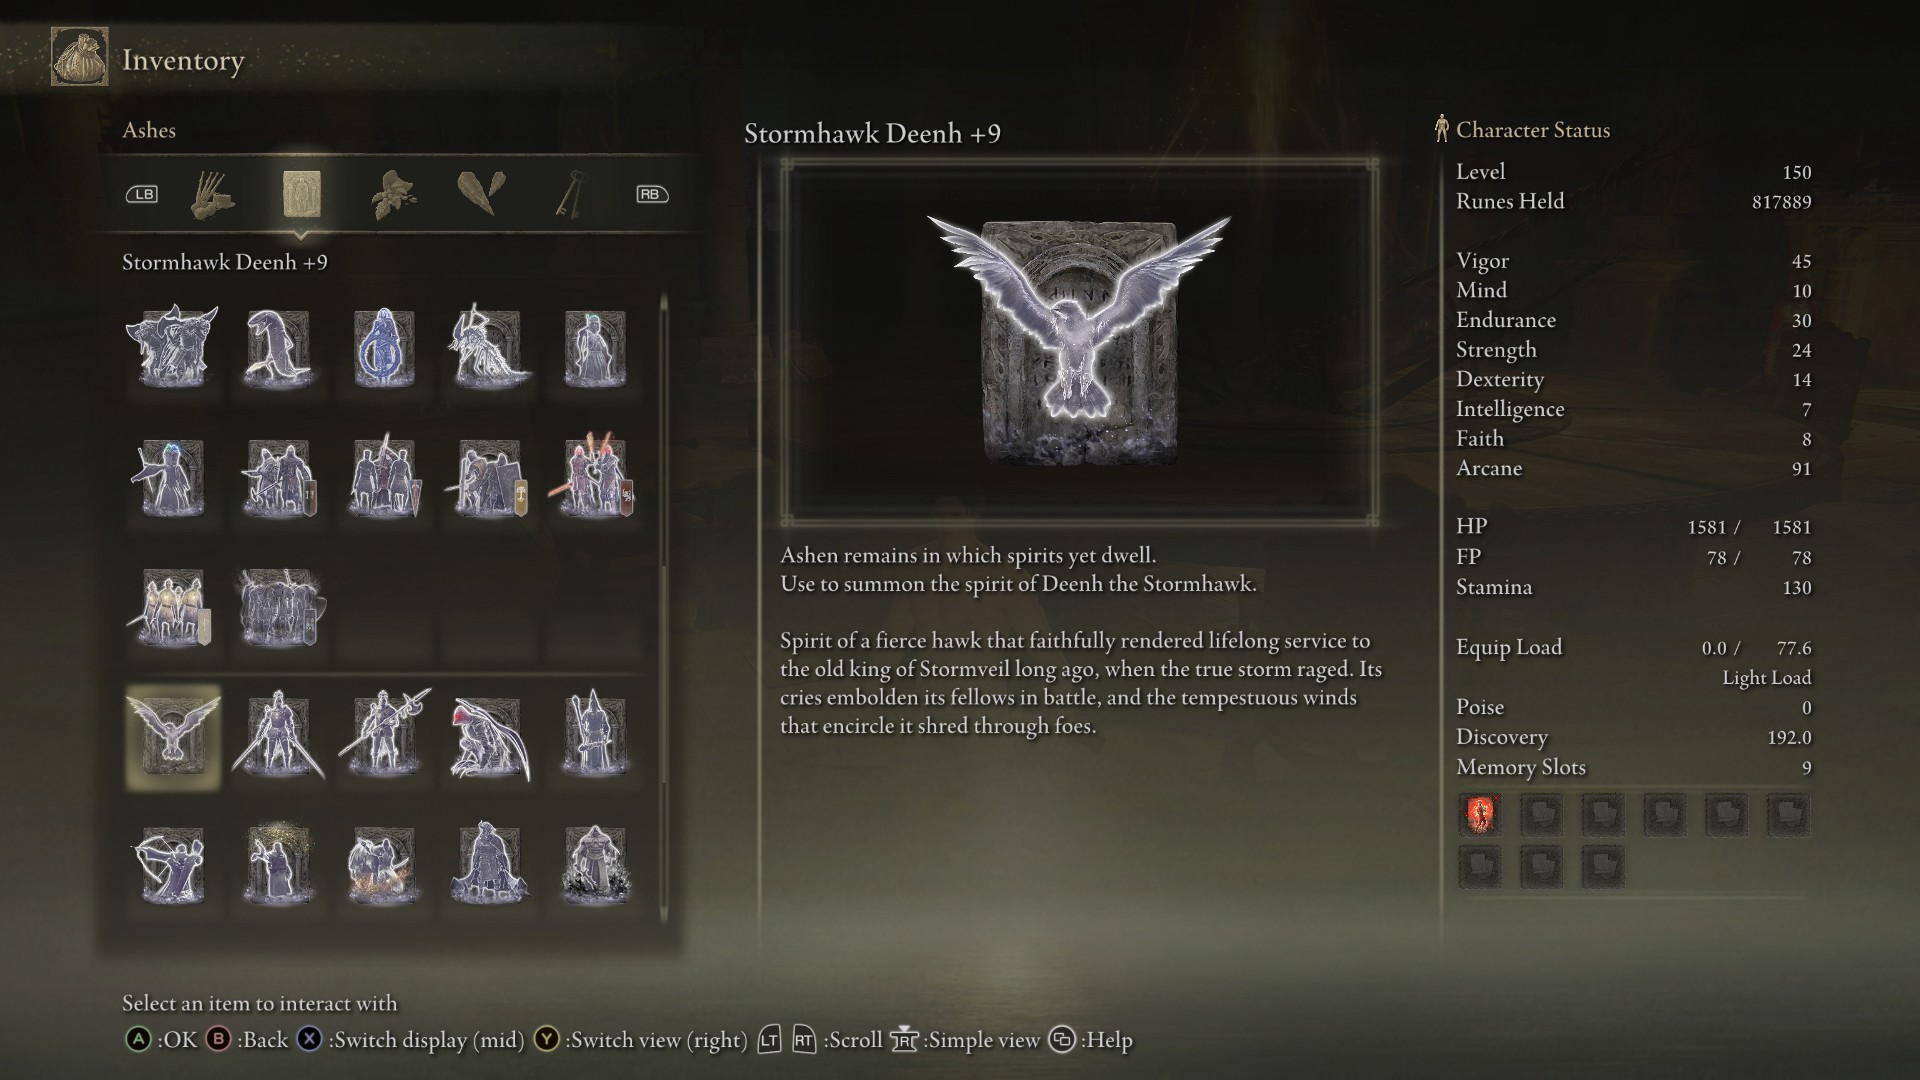 Inventory
Ashes
LB
RB
Stormhawk Deenh +9
Stormhawk Deenh +9
Ashen remains in which spirits yet dwell.
Use to summon the spirit of Deenh the Stormhawk.
Spirit of a fierce hawk that faithfully rendered lifelong service to
the old king of Stormveil long ago, when the true storm raged. Its
cries embolden its fellows in battle, and the tempestuous winds
that encircle it shred through foes.
Character Status
Level 150
Runes Held 817889
Vigor 45
Mind 10
Endurance 30
Strength 24
Dexterity 14
Intelligence 7
Faith 8
Arcane 91
HP 1581 / 1581
FP 78 / 78
Stamina 130
Equip Load 0.0 / 77.6
Light Load
Poise 0
Discovery 192.0
Memory Slots 9
Select an item to interact with
A :OK B :Back X :Switch display (mid) Y :Switch view (right) LT RT :Scroll R :Simple view :Help